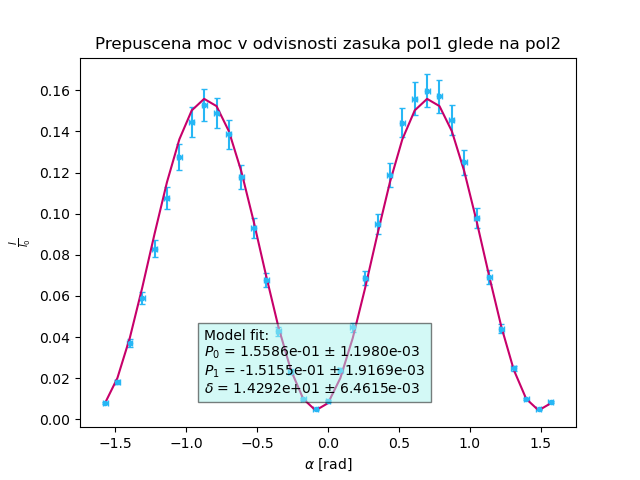 Prepuscena moc v odvisnosti zasuka pol1 glede na pol2
0.16
0.14
0.12
0.10
0.08
0.06
0.04
0.02
0.00
I/I₀
Model fit:
P₀ = 1.5586e-01 ± 1.1980e-03
P₁ = -1.5155e-01 ± 1.9169e-03
δ = 1.4292e+01 ± 6.4615e-03
−1.5 −1.0 −0.5 0.0 0.5 1.0 1.5
α [rad]